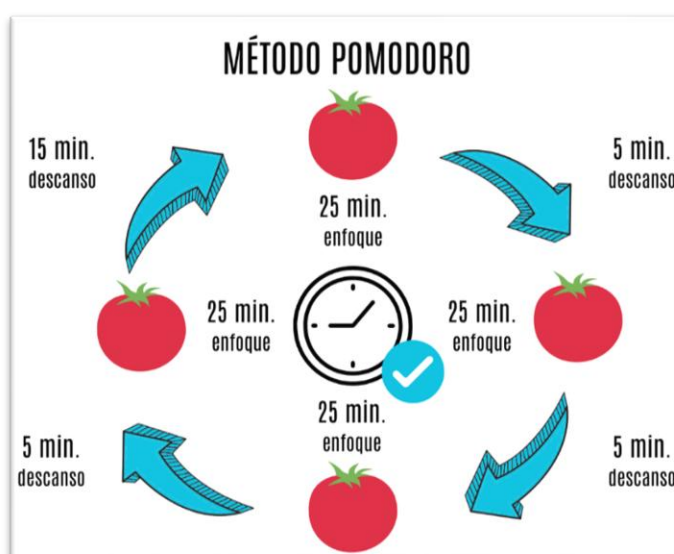 MÉTODO POMODORO
15 min.
descanso
25 min.
enfoque
5 min.
descanso
25 min.
enfoque
25 min.
enfoque
25 min.
enfoque
5 min.
descanso
5 min.
descanso